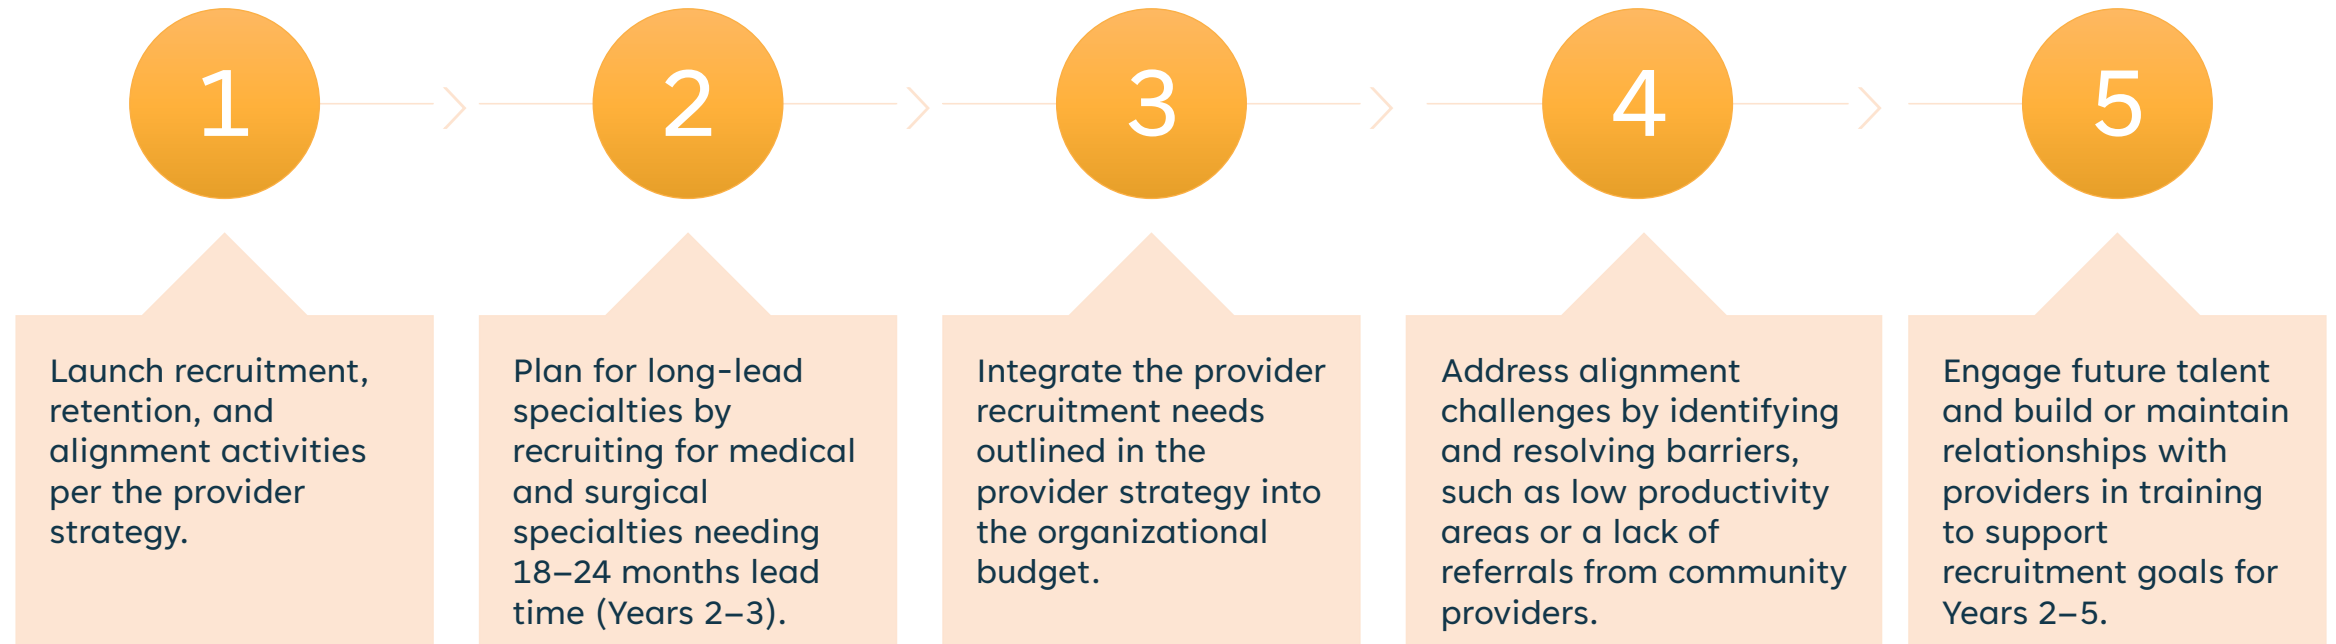 1
Launch recruitment,
retention, and
alignment activities
per the provider
strategy.
2
Plan for long-lead
specialties by
recruiting for medical
and surgical
specialties needing
18–24 months lead
time (Years 2–3).
3
Integrate the provider
recruitment needs
outlined in the
provider strategy into
the organizational
budget.
4
Address alignment
challenges by identifying
and resolving barriers,
such as low productivity
areas or a lack of
referrals from community
providers.
5
Engage future talent
and build or maintain
relationships with
providers in training
to support
recruitment goals for
Years 2–5.